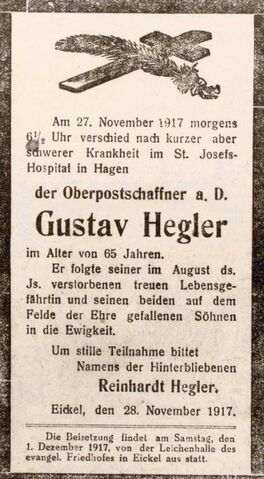 Am 27. November 1917 morgens
6½ Uhr verschied nach kurzer aber
schwerer Krankheit im St. Josefs-
Hospital in Hagen
der Oberpostschaffner a. D.
Gustav Hegler
im Alter von 65 Jahren.
Er folgte seiner im August ds.
Js. verstorbenen treuen Lebensge-
fährtin und seinen beiden auf dem
Felde der Ehre gefallenen Söhnen
in die Ewigkeit.
Um stille Teilnahme bittet
Namens der Hinterbliebenen
Reinhardt Hegler.
Eickel, den 28. November 1917.
Die Beisetzung findet am Samstag, den
1. Dezember 1917, von der Leichenhalle des
evangel. Friedhofes in Eickel aus statt.